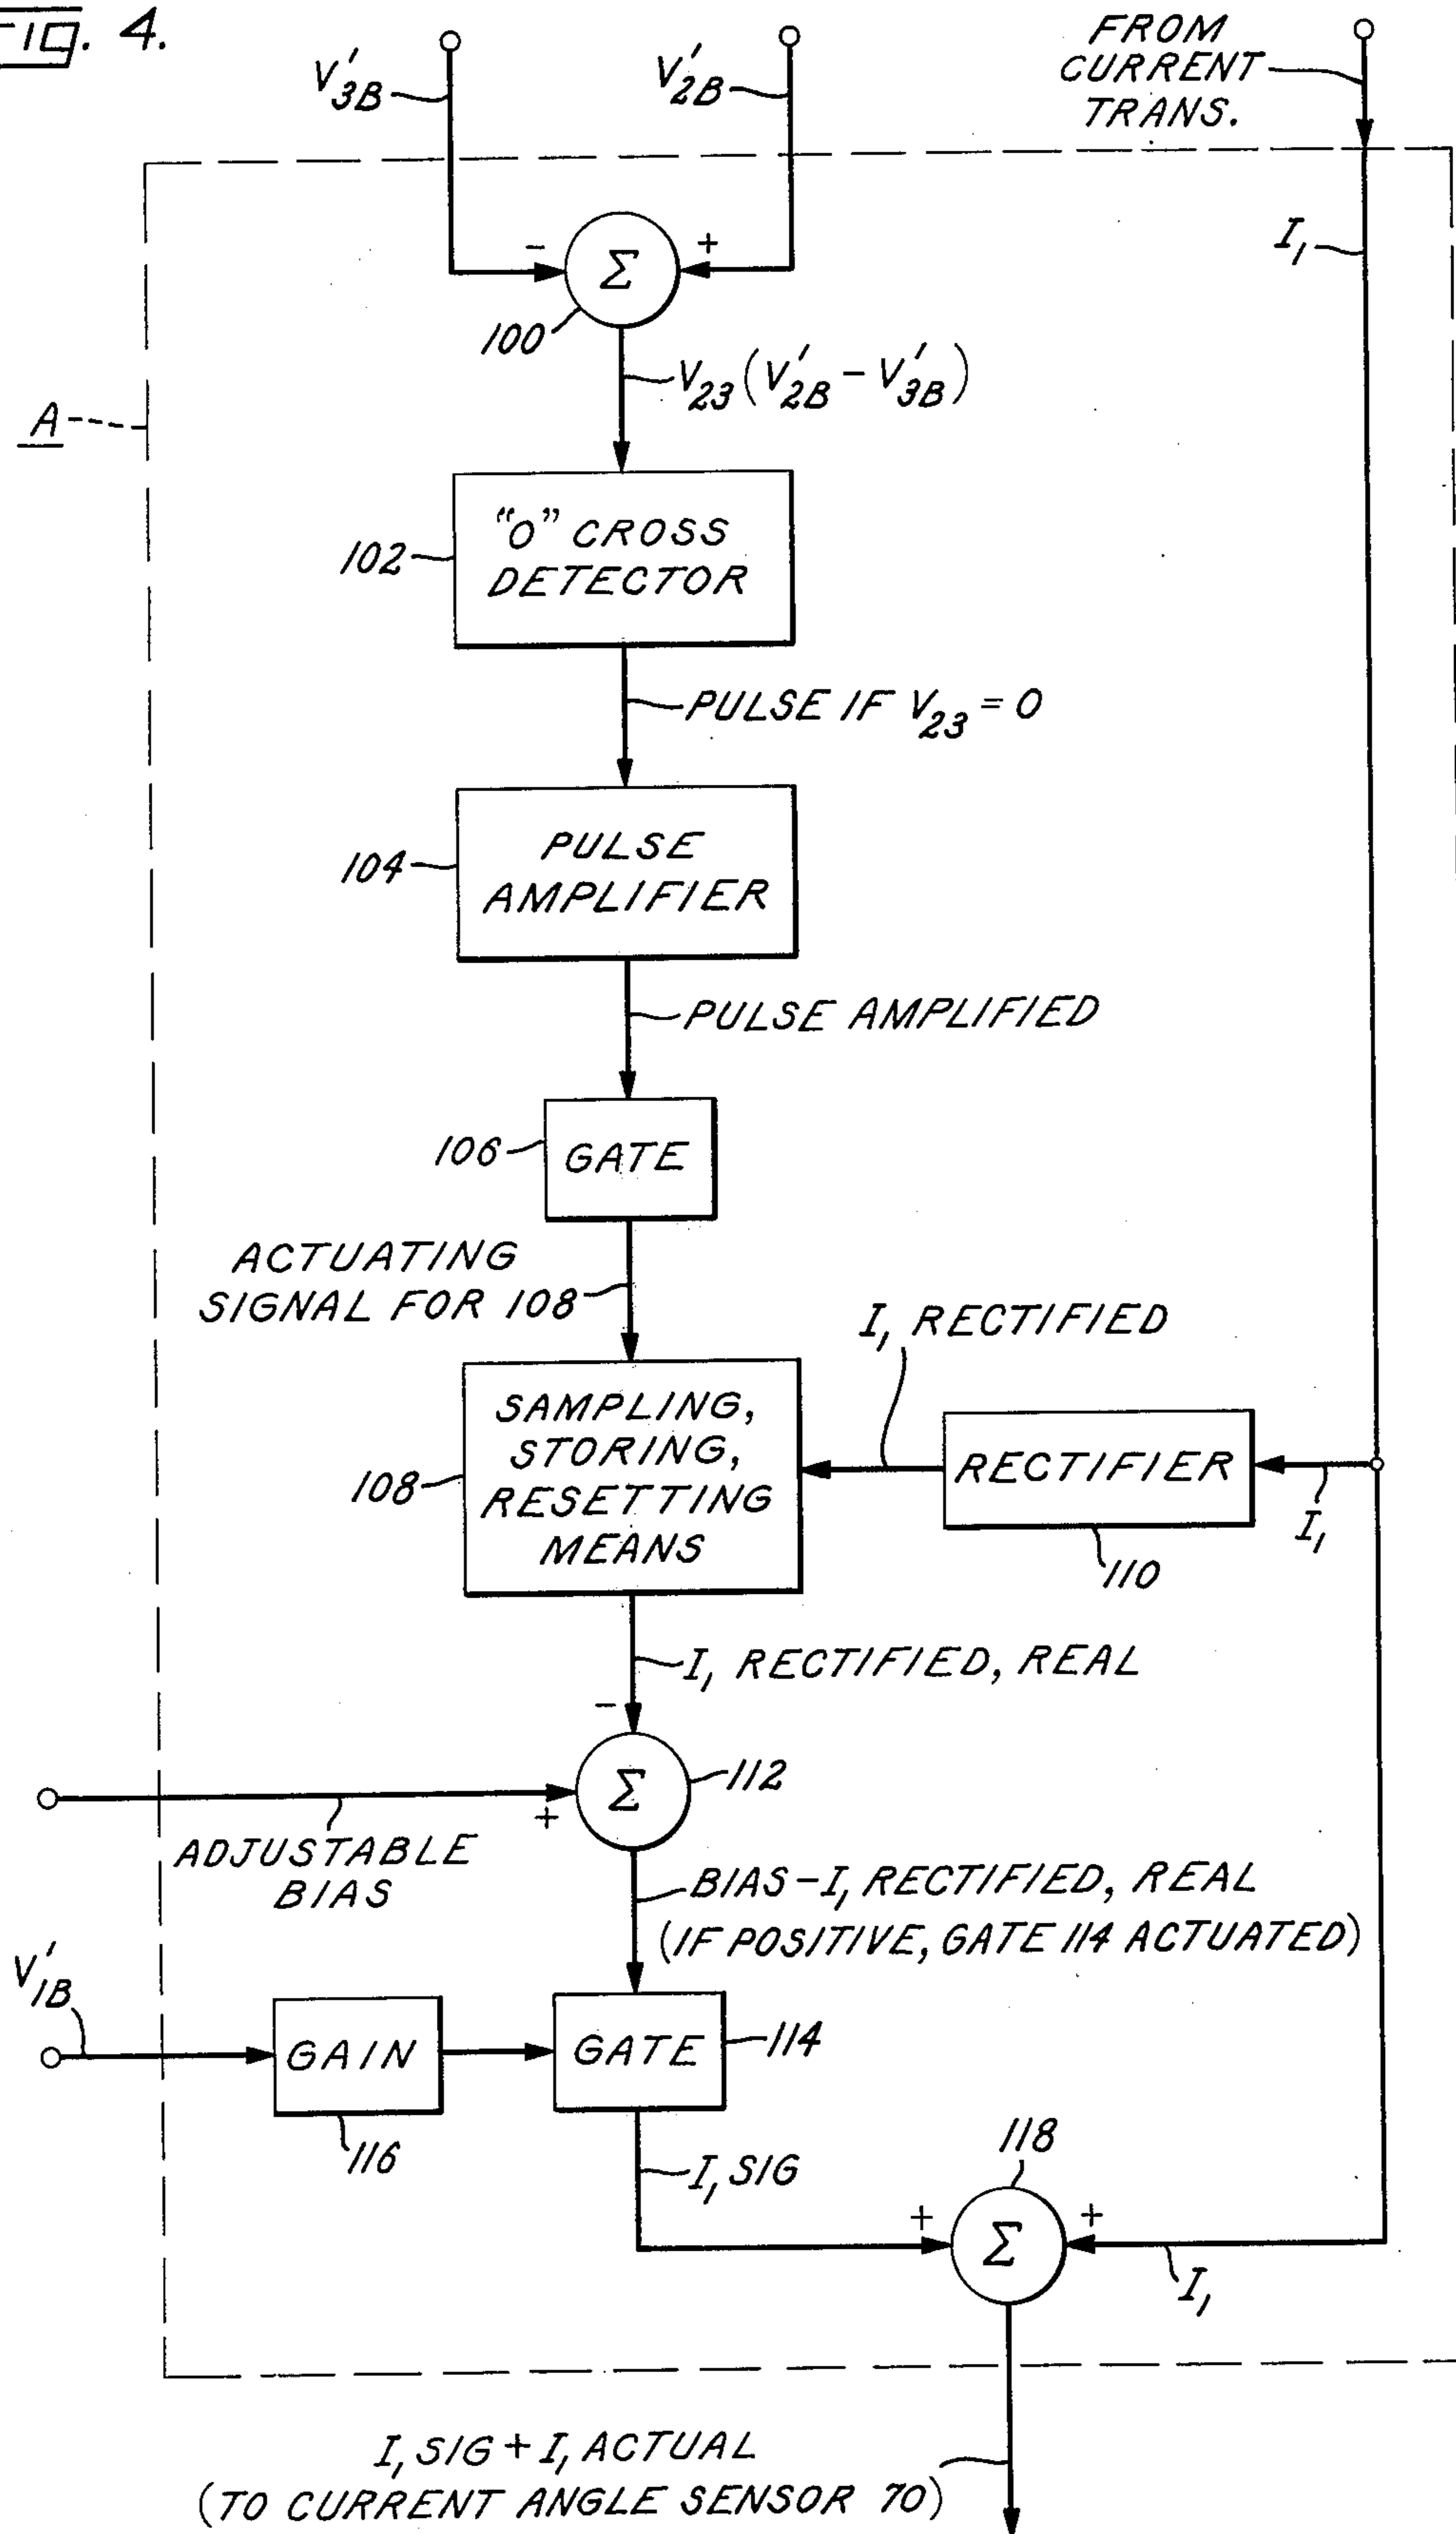 FIG. 4.
V'3B
V'2B
FROM
CURRENT
TRANS.
I1
- Σ +
100
V23 (V'2B - V'3B)
A
"0" CROSS
DETECTOR
102
PULSE IF V23 = 0
PULSE
AMPLIFIER
104
PULSE AMPLIFIED
106
GATE
ACTUATING
SIGNAL FOR 108
I1 RECTIFIED
SAMPLING,
STORING,
RESETTING
MEANS
108
RECTIFIER
I1
110
I1 RECTIFIED, REAL
-
Σ
112
+
ADJUSTABLE
BIAS
BIAS - I1 RECTIFIED, REAL
(IF POSITIVE, GATE 114 ACTUATED)
V'1B
GAIN
GATE
114
116
118
I1 SIG
+ Σ +
I1
I1 SIG + I1 ACTUAL
(TO CURRENT ANGLE SENSOR 70)